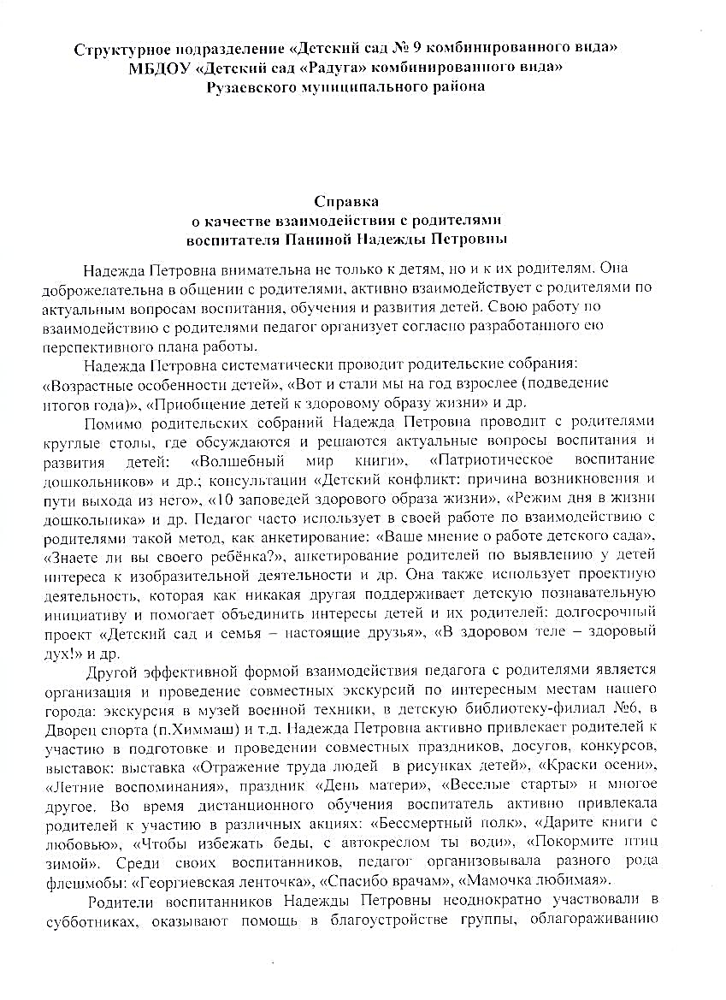 Структурное подразделение «Детский сад № 9 комбинированного вида»
МБДОУ «Детский сад «Радуга» комбинированного вида»
Рузаевского муниципального района
Справка
о качестве взаимодействия с родителями
воспитателя Паниной Надежды Петровны
Надежда Петровна внимательна не только к детям, но и к их родителям. Она
доброжелательна в общении с родителями, активно взаимодействует с родителями по
актуальным вопросам воспитания, обучения и развития детей. Свою работу по
взаимодействию с родителями педагог организует согласно разработанного ею
перспективного плана работы.
Надежда Петровна систематически проводит родительские собрания:
«Возрастные особенности детей», «Вот и стали мы на год взрослее (подведение
итогов года)», «Приобщение детей к здоровому образу жизни» и др.
Помимо родительских собраний Надежда Петровна проводит с родителями
круглые столы, где обсуждаются и решаются актуальные вопросы воспитания и
развития детей: «Волшебный мир книги», «Патриотическое воспитание
дошкольников» и др.; консультации «Детский конфликт: причина возникновения и
пути выхода из него», «10 заповедей здорового образа жизни», «Режим дня в жизни
дошкольника» и др. Педагог часто использует в своей работе по взаимодействию с
родителями такой метод, как анкетирование: «Ваше мнение о работе детского сада»,
«Знаете ли вы своего ребёнка?», анкетирование родителей по выявлению у детей
интереса к изобразительной деятельности и др. Она также использует проектную
деятельность, которая как никакая другая поддерживает детскую познавательную
инициативу и помогает объединить интересы детей и их родителей: долгосрочный
проект «Детский сад и семья – настоящие друзья», «В здоровом теле – здоровый
дух!» и др.
Другой эффективной формой взаимодействия педагога с родителями является
организация и проведение совместных экскурсий по интересным местам нашего
города: экскурсия в музей военной техники, в детскую библиотеку-филиал №6, в
Дворец спорта (п.Химмаш) и т.д. Надежда Петровна активно привлекает родителей к
участию в подготовке и проведении совместных праздников, досугов, конкурсов,
выставок: выставка «Отражение труда людей в рисунках детей», «Краски осени»,
«Летние воспоминания», праздник «День матери», «Веселые старты» и многое
другое. Во время дистанционного обучения воспитатель активно привлекала
родителей к участию в различных акциях: «Бессмертный полк», «Дарите книги с
любовью», «Чтобы избежать беды, с автокреслом ты води», «Покормите птиц
зимой». Среди своих воспитанников, педагог организовывала разного рода
флешмобы: «Георгиевская ленточка», «Спасибо врачам», «Мамочка любимая».
Родители воспитанников Надежды Петровны неоднократно участвовали в
субботниках, оказывают помощь в благоустройстве группы, облагораживанию